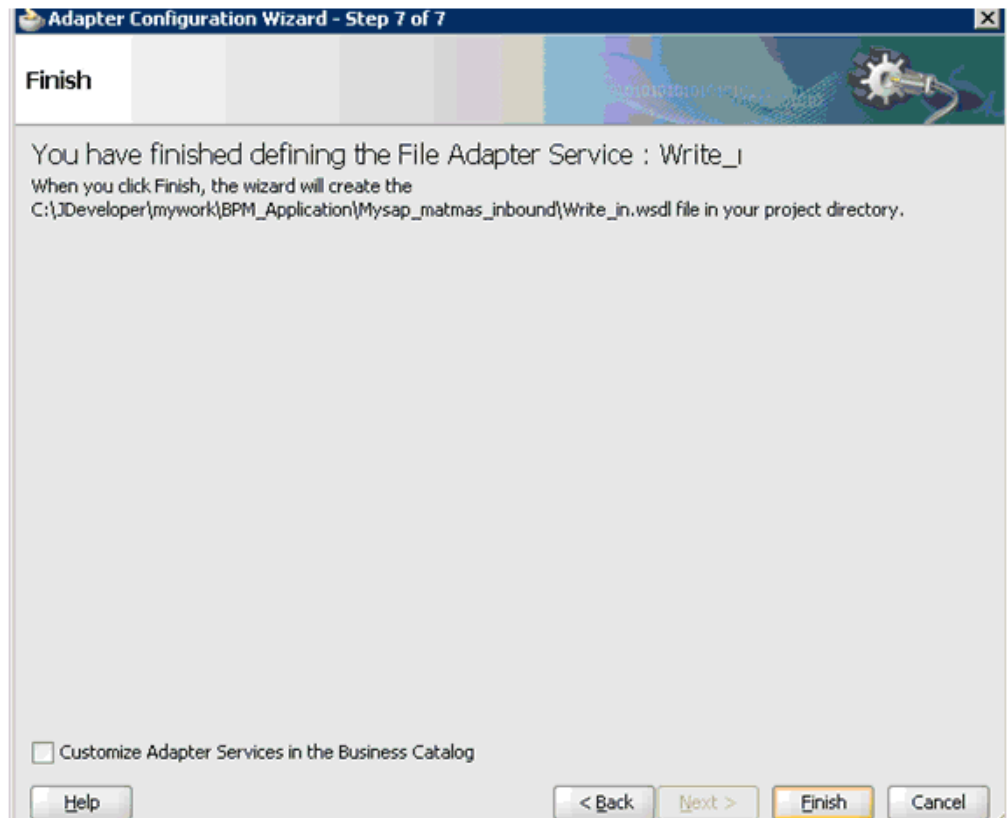 Adapter Configuration Wizard - Step 7 of 7
Finish
You have finished defining the File Adapter Service : Write_
When you click Finish, the wizard will create the
C:\JDeveloper\mywork\BPM_Application\Mysap_matmas_inbound\Write_in.wsdl file in your project directory.
Customize Adapter Services in the Business Catalog
Help
< Back
Next >
Finish
Cancel